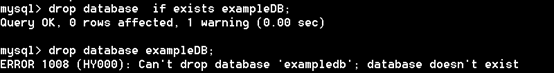 mysql> drop database  if exists exampleDB;
Query OK, 0 rows affected, 1 warning (0.00 sec)
mysql> drop database exampleDB;
ERROR 1008 (HY000): Can't drop database 'exampledb'; database doesn't exist